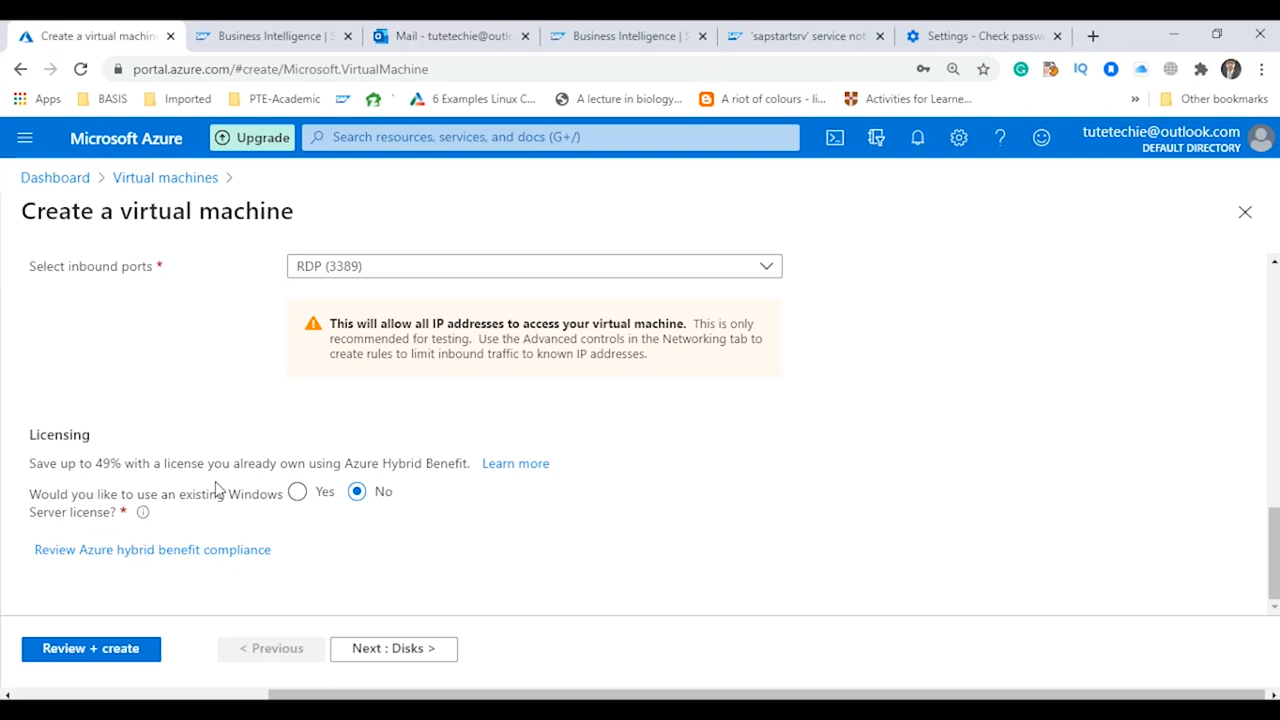 Create a virtual machin
Business Intelligence | S
Mail - tutetechie@outlo
Business Intelligence | S
'sapstartsrv' service not
Settings - Check passw
portal.azure.com/#create/Microsoft.VirtualMachine
Apps
BASIS
Imported
PTE-Academic
6 Examples Linux C...
A lecture in biology...
A riot of colours - li...
Activities for Learne...
»
Other bookmarks
Microsoft Azure
Upgrade
Search resources, services, and docs (G+/)
tutetechie@outlook.com
DEFAULT DIRECTORY
Dashboard > Virtual machines >
Create a virtual machine
Select inbound ports *
RDP (3389)
This will allow all IP addresses to access your virtual machine. This is only
recommended for testing. Use the Advanced controls in the Networking tab to
create rules to limit inbound traffic to known IP addresses.
Licensing
Save up to 49% with a license you already own using Azure Hybrid Benefit. Learn more
Would you like to use an existing Windows
Server license? *
Yes
No
Review Azure hybrid benefit compliance
Review + create
< Previous
Next : Disks >